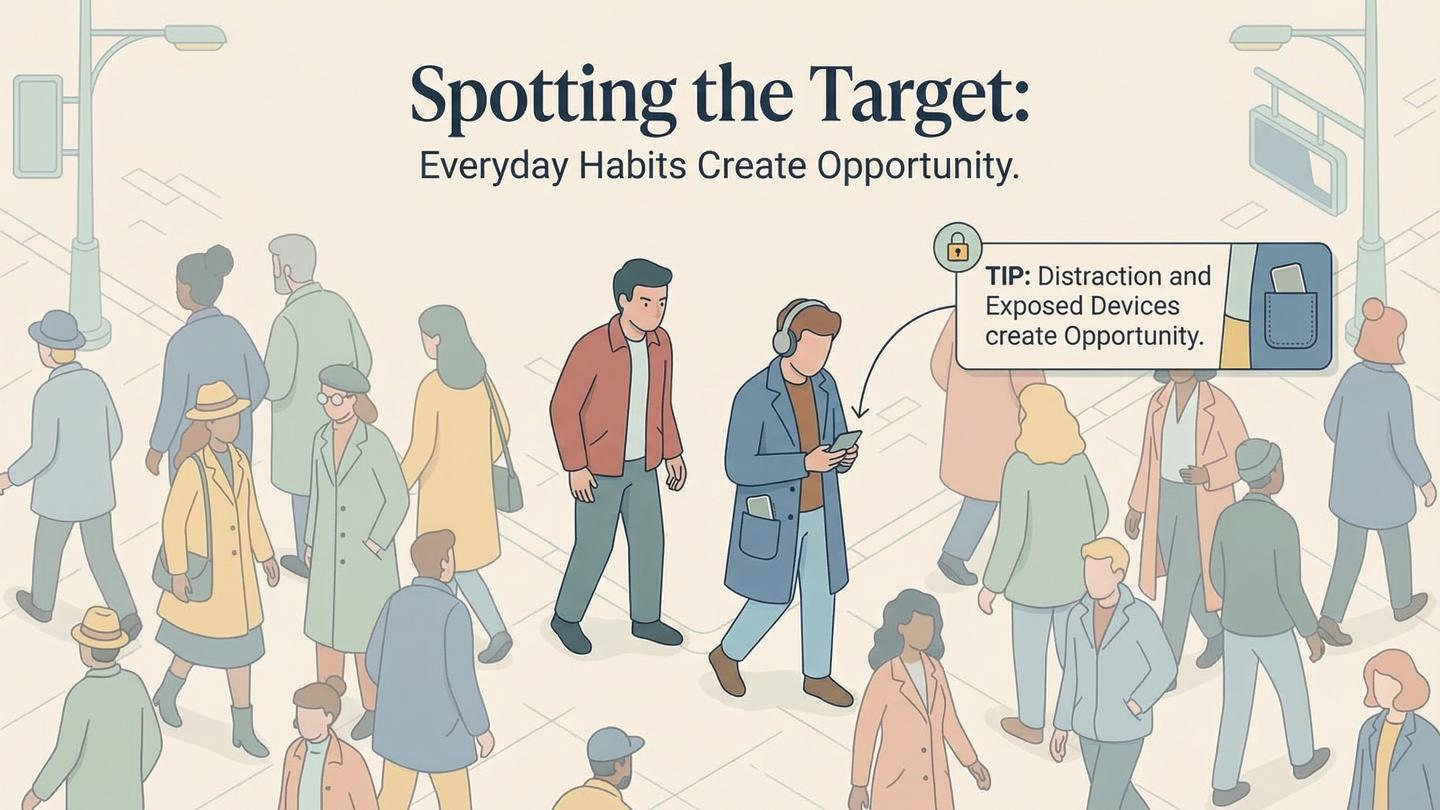 Spotting the Target:
Everyday Habits Create Opportunity.
TIP: Distraction and
Exposed Devices
create Opportunity.